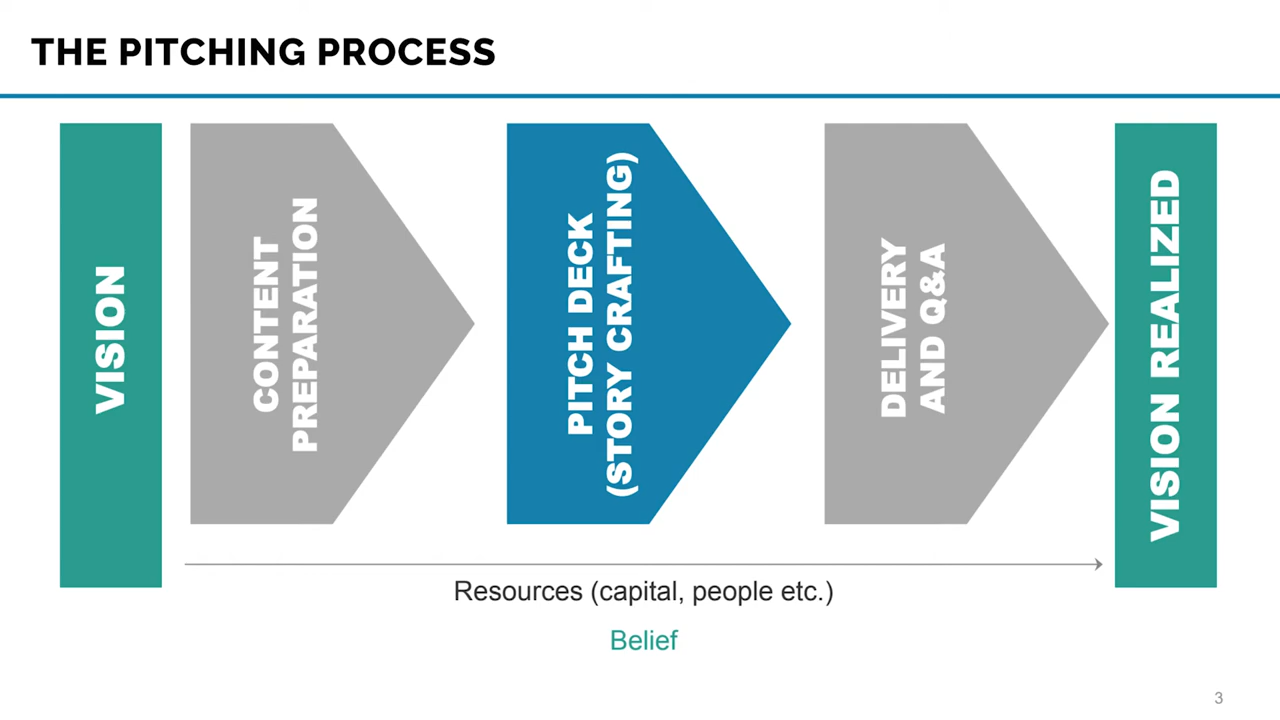 THE PITCHING PROCESS
VISION
CONTENT
PREPARATION
PITCH DECK
(STORY CRAFTING)
DELIVERY
AND Q&A
VISION REALIZED
Resources (capital, people etc.)
Belief
3